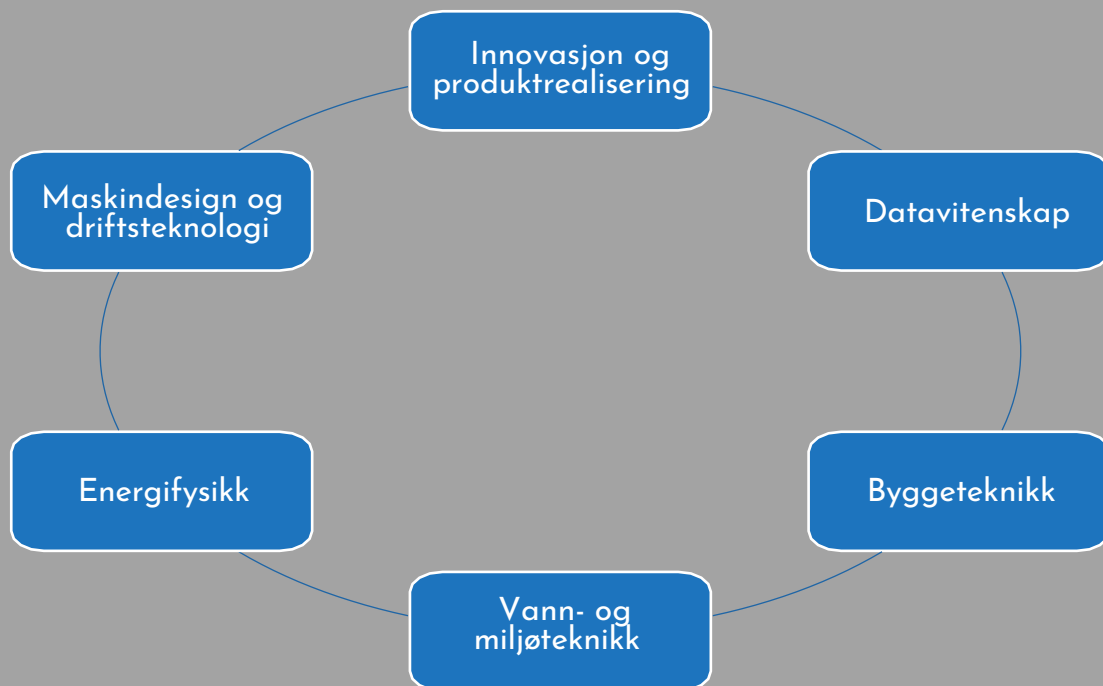 Innovasjon og
produktrealisering
Datavitenskap
Byggeteknikk
Vann- og
miljøteknikk
Energifysikk
Maskindesign og
driftsteknologi